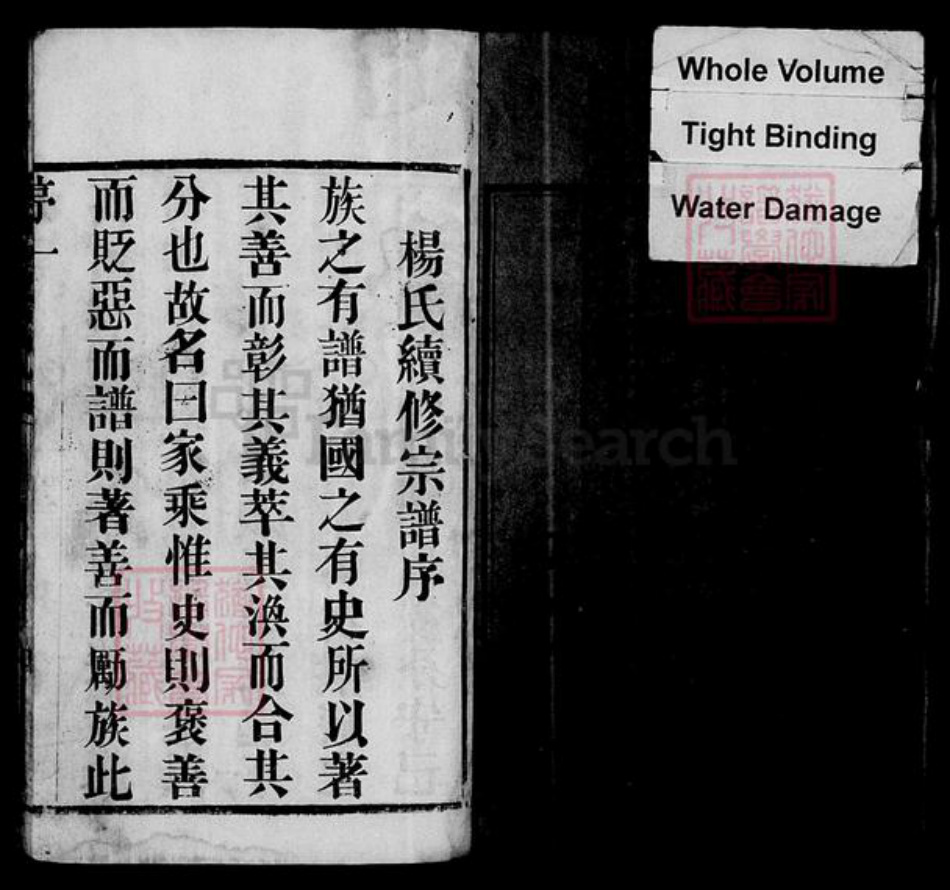 楊氏續修宗譜序
族之有譜猶國之有史所以著
其善而彰其義萃其渙而合其
分也故名曰家乘惟史則褒善
而貶惡而譜則著善而勵族此
Whole Volume
Tight Binding
Water Damage
FamilySearch